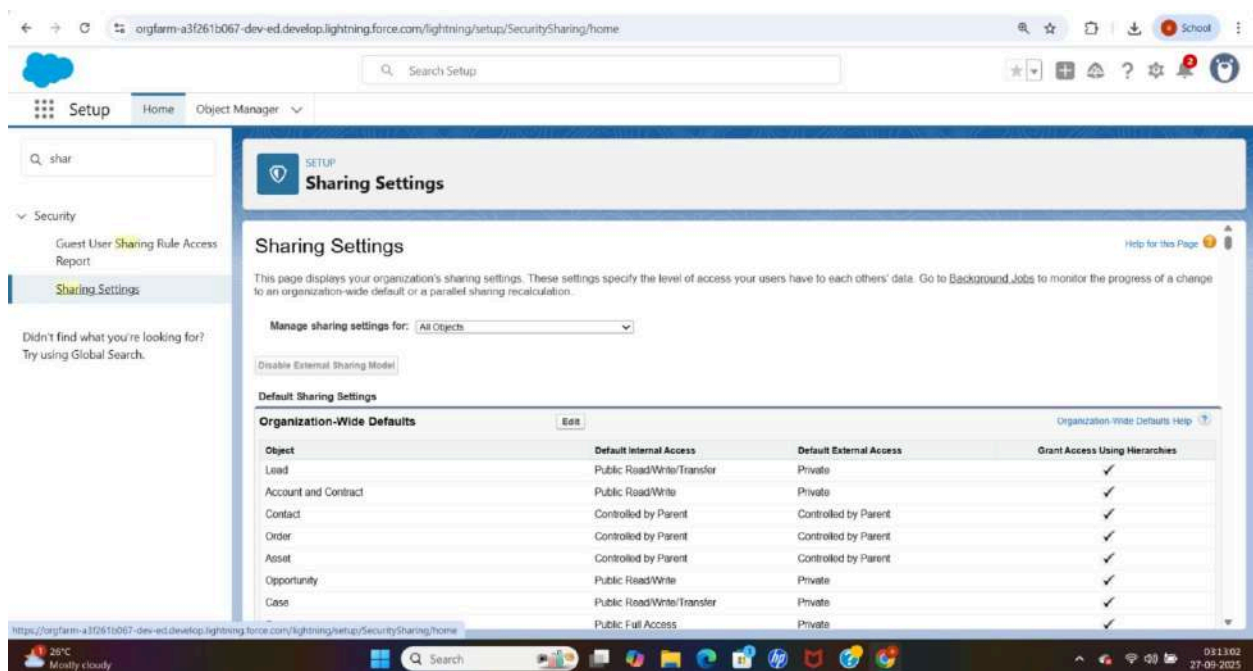 orgfarm-a3f261b067-dev-ed.develop.lightning.force.com/lightning/setup/SecuritySharing/home
School
Search Setup
2
Setup
Home
Object Manager
shar
Security
Guest User Sharing Rule Access
Report
Sharing Settings
Didn't find what you're looking for?
Try using Global Search.
SETUP
Sharing Settings
Sharing Settings
Help for this Page
This page displays your organization's sharing settings. These settings specify the level of access your users have to each others' data. Go to Background Jobs to monitor the progress of a change
to an organization-wide default or a parallel sharing recalculation.
Manage sharing settings for: All Objects
Disable External Sharing Model
Default Sharing Settings
Organization-Wide Defaults Edit Organization-Wide Defaults Help ?
Object Default Internal Access Default External Access Grant Access Using Hierarchies
Lead Public Read/Write/Transfer Private ✓
Account and Contract Public Read/Write Private ✓
Contact Controlled by Parent Controlled by Parent ✓
Order Controlled by Parent Controlled by Parent ✓
Asset Controlled by Parent Controlled by Parent ✓
Opportunity Public Read/Write Private ✓
Case Public Read/Write/Transfer Private ✓
Public Full Access Private ✓
https://orgfarm-a3f261b067-dev-ed.develop.lightning.force.com/lightning/setup/SecuritySharing/home
1
26°C
Mostly cloudy
Search
hp
03:13:02
27-09-2025